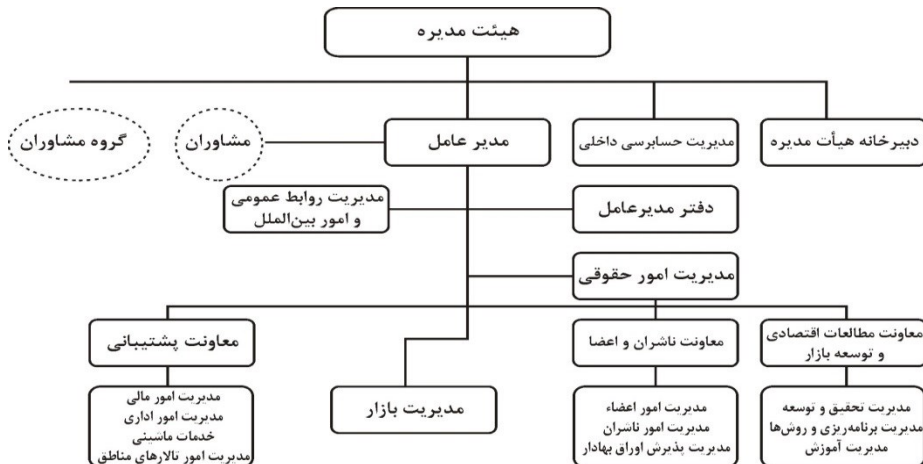 هیئت مدیره
دبیرخانه هیأت مدیره
مدیریت حسابرسی داخلی
مدیر عامل
مشاوران
گروه مشاوران
دفتر مدیرعامل
مدیریت روابط عمومی
و امور بین‌الملل
مدیریت امور حقوقی
معاونت مطالعات اقتصادی
و توسعه بازار
معاونت ناشران و اعضا
معاونت پشتیبانی
مدیریت بازار
مدیریت تحقیق و توسعه
مدیریت برنامه‌ریزی و روش‌ها
مدیریت آموزش
مدیریت امور اعضاء
مدیریت امور ناشران
مدیریت پذیرش اوراق بهادار
مدیریت امور مالی
مدیریت امور اداری
خدمات ماشینی
مدیریت امور تالارهای مناطق